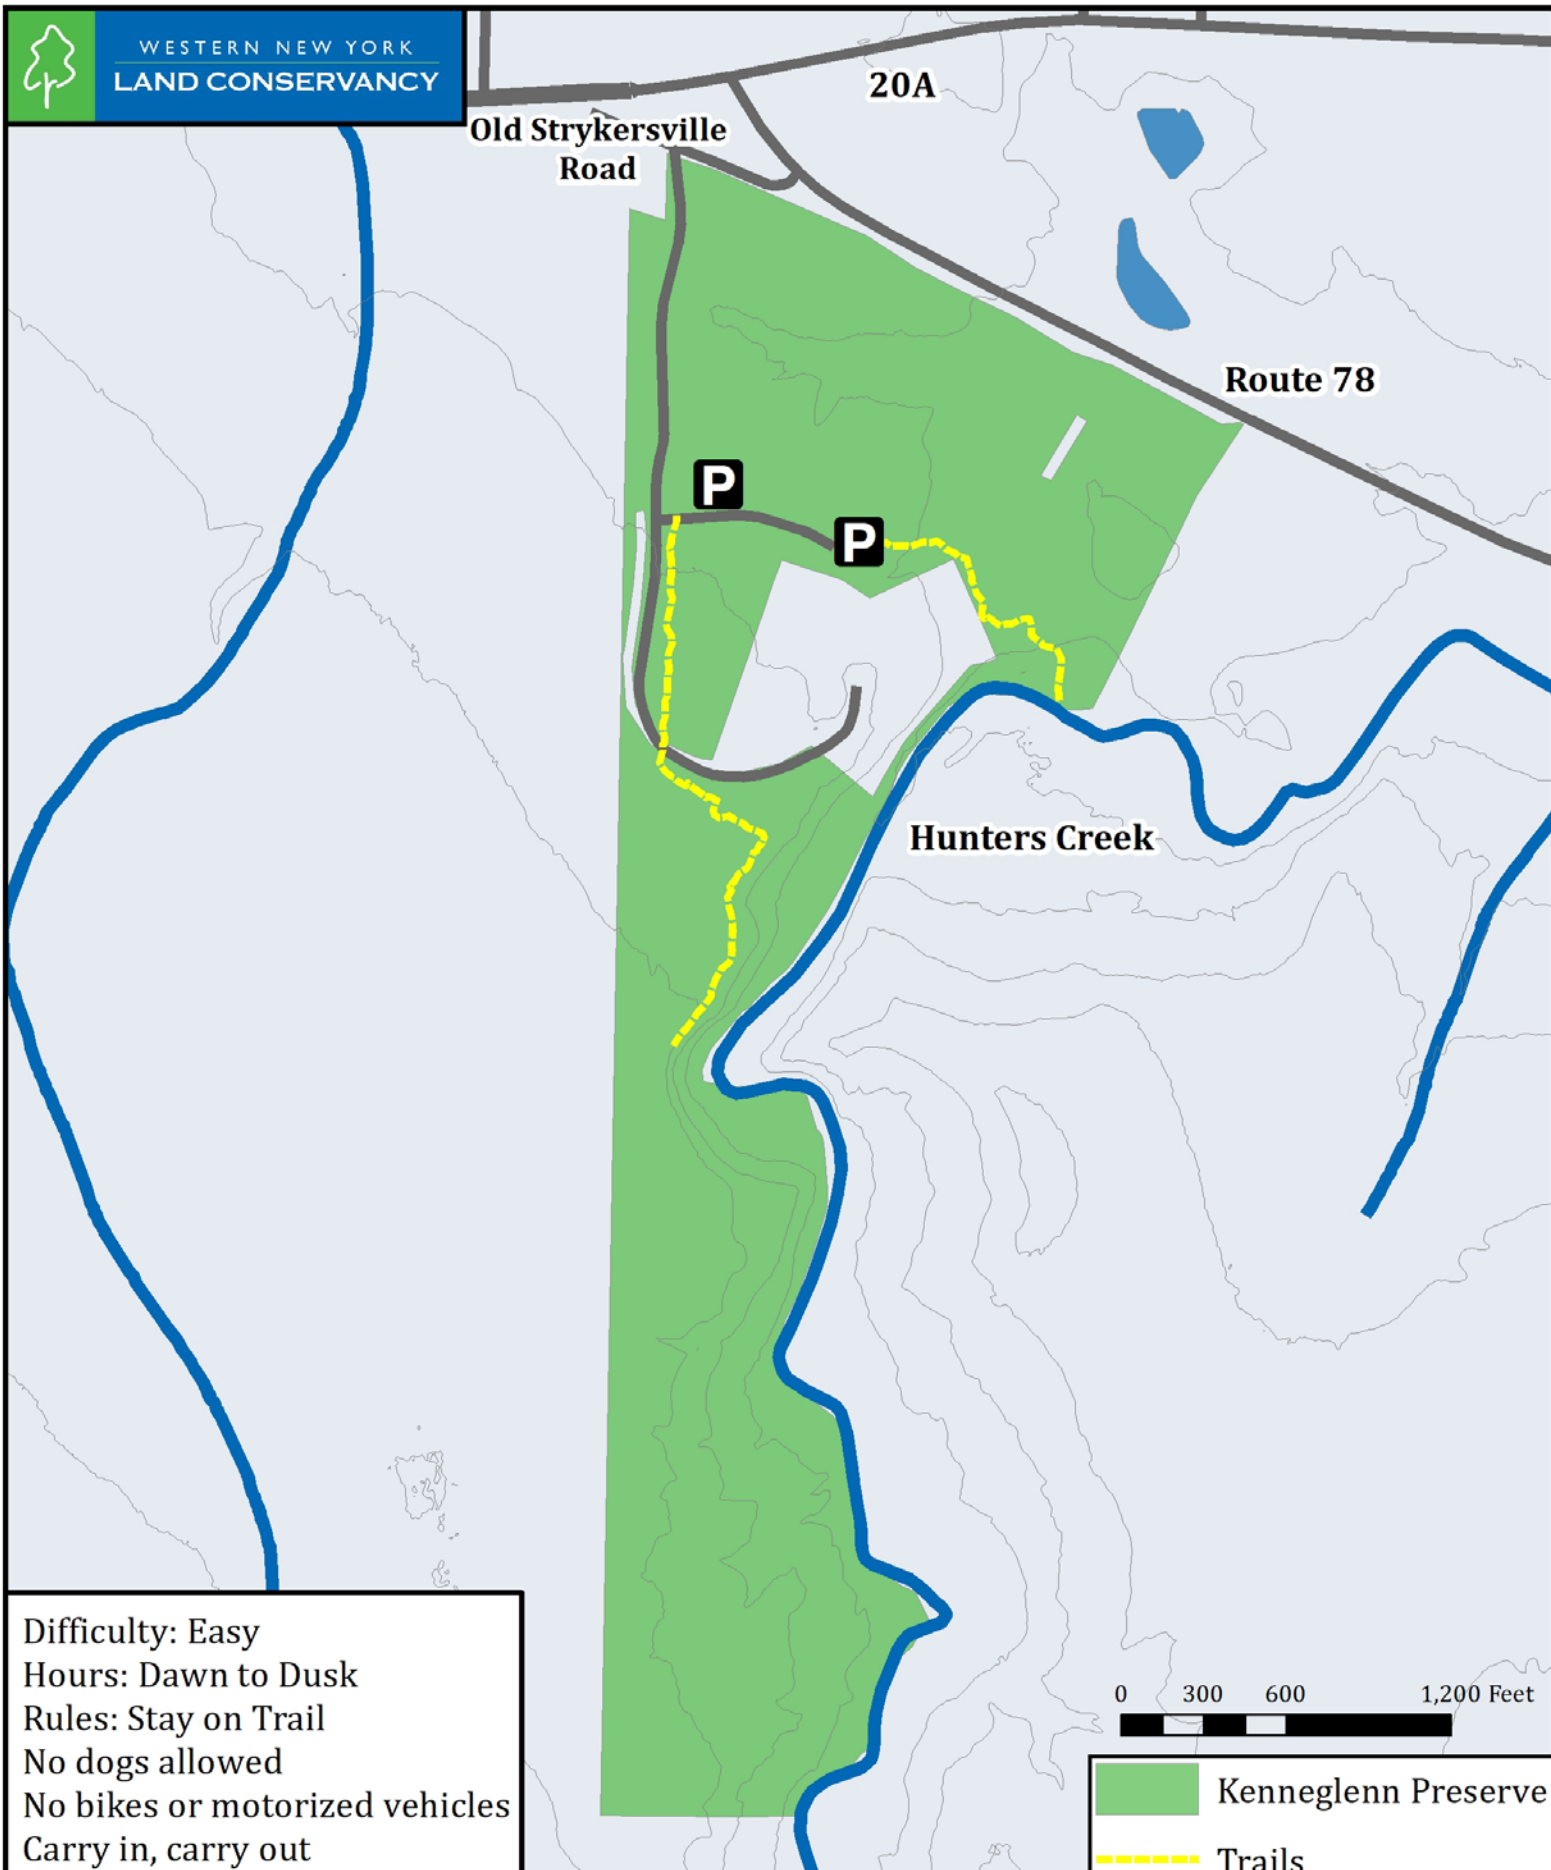 WESTERN NEW YORK
LAND CONSERVANCY
20A
Old Strykersville
Road
Route 78
P
P
Hunters Creek
Difficulty: Easy
Hours: Dawn to Dusk
Rules: Stay on Trail
No dogs allowed
No bikes or motorized vehicles
Carry in, carry out
0 300 600 1,200 Feet
Kenneglenn Preserve
Trails